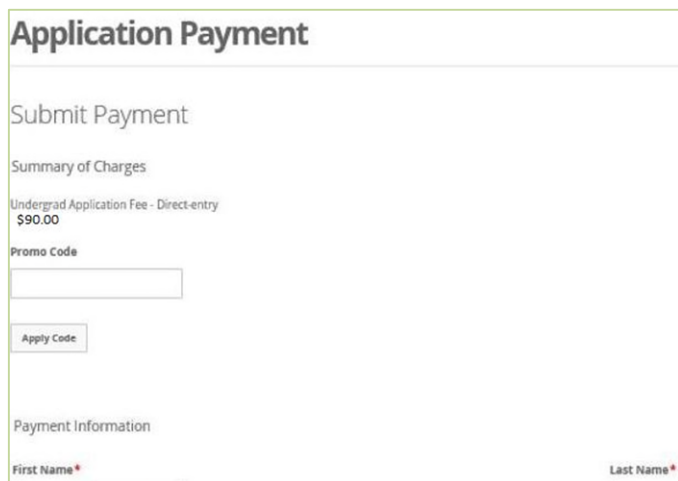 Application Payment
Submit Payment
Summary of Charges
Undergrad Application Fee - Direct-entry
$90.00
Promo Code
Apply Code
Payment Information
First Name* Last Name*